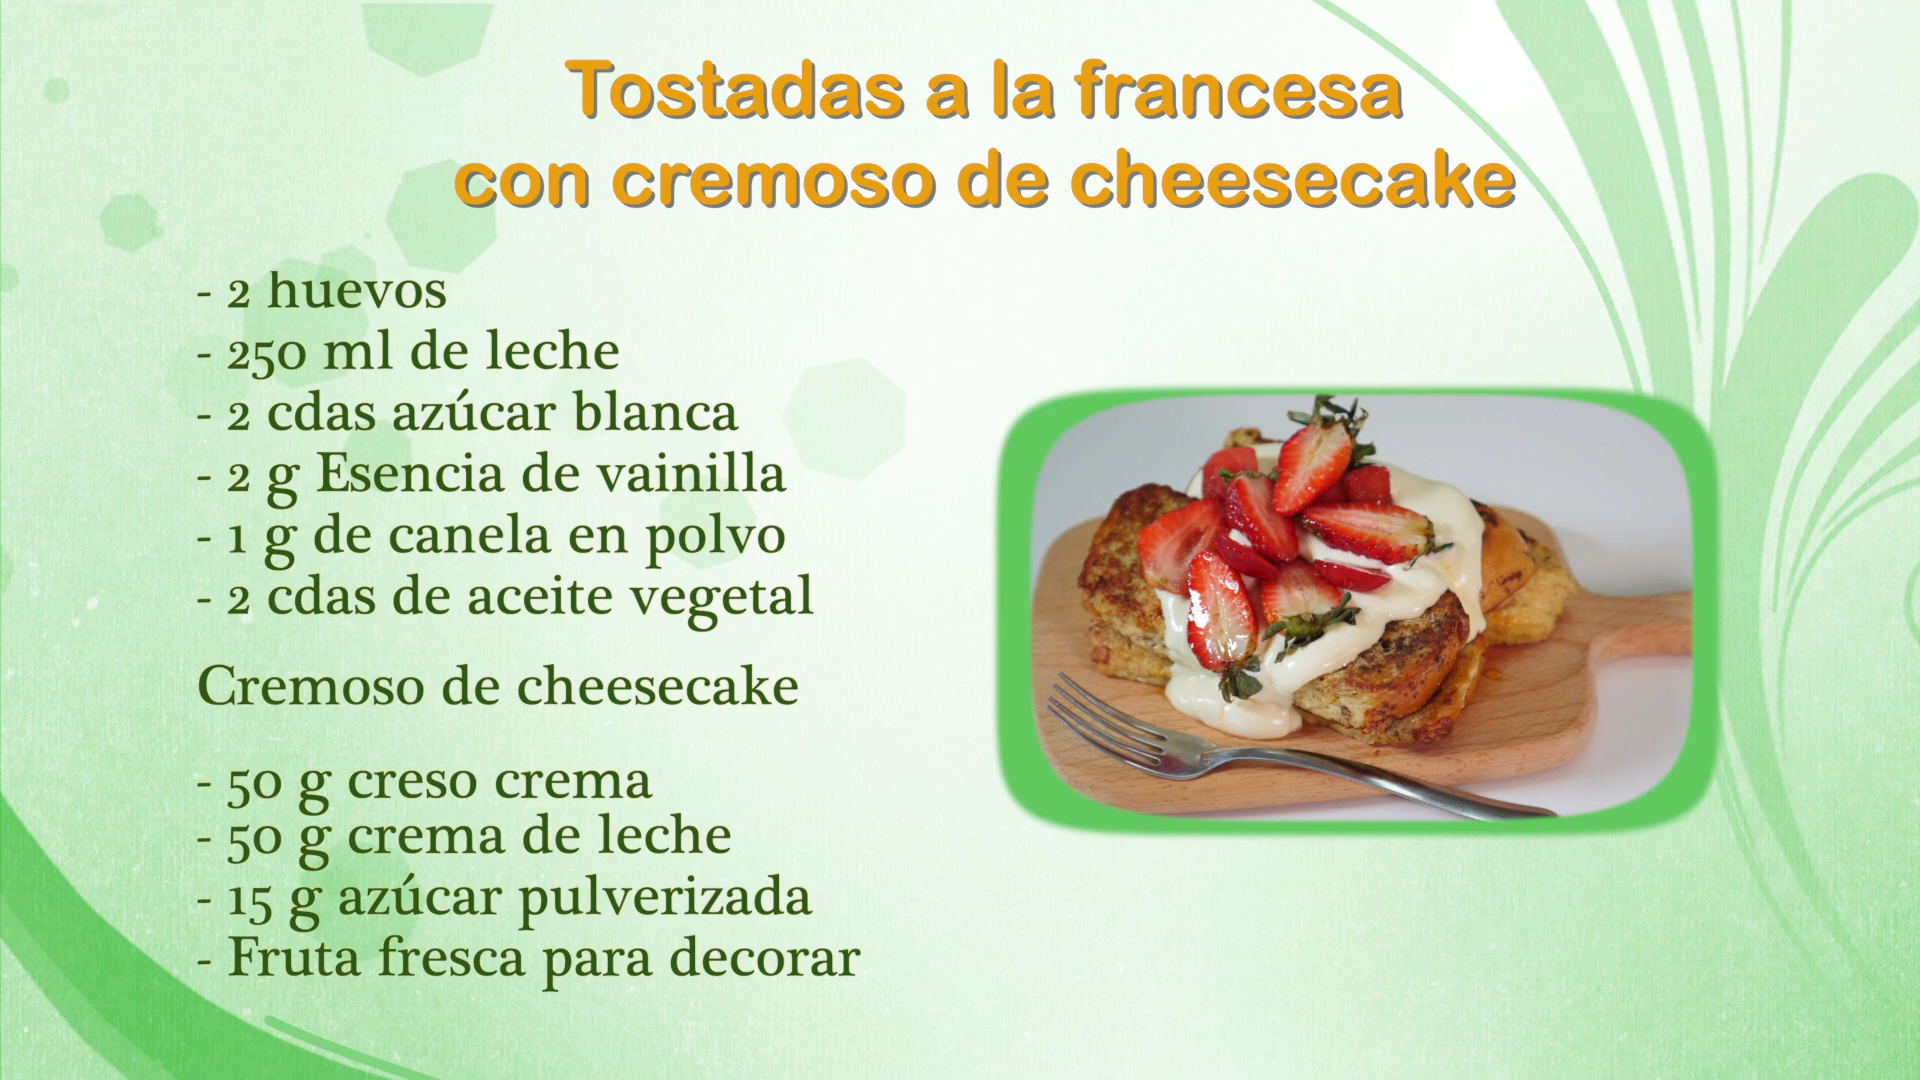 Tostadas a la francesa
con cremoso de cheesecake
- 2 huevos
- 250 ml de leche
- 2 cdas azúcar blanca
- 2 g Esencia de vainilla
- 1 g de canela en polvo
- 2 cdas de aceite vegetal
Cremoso de cheesecake
- 50 g creso crema
- 50 g crema de leche
- 15 g azúcar pulverizada
- Fruta fresca para decorar